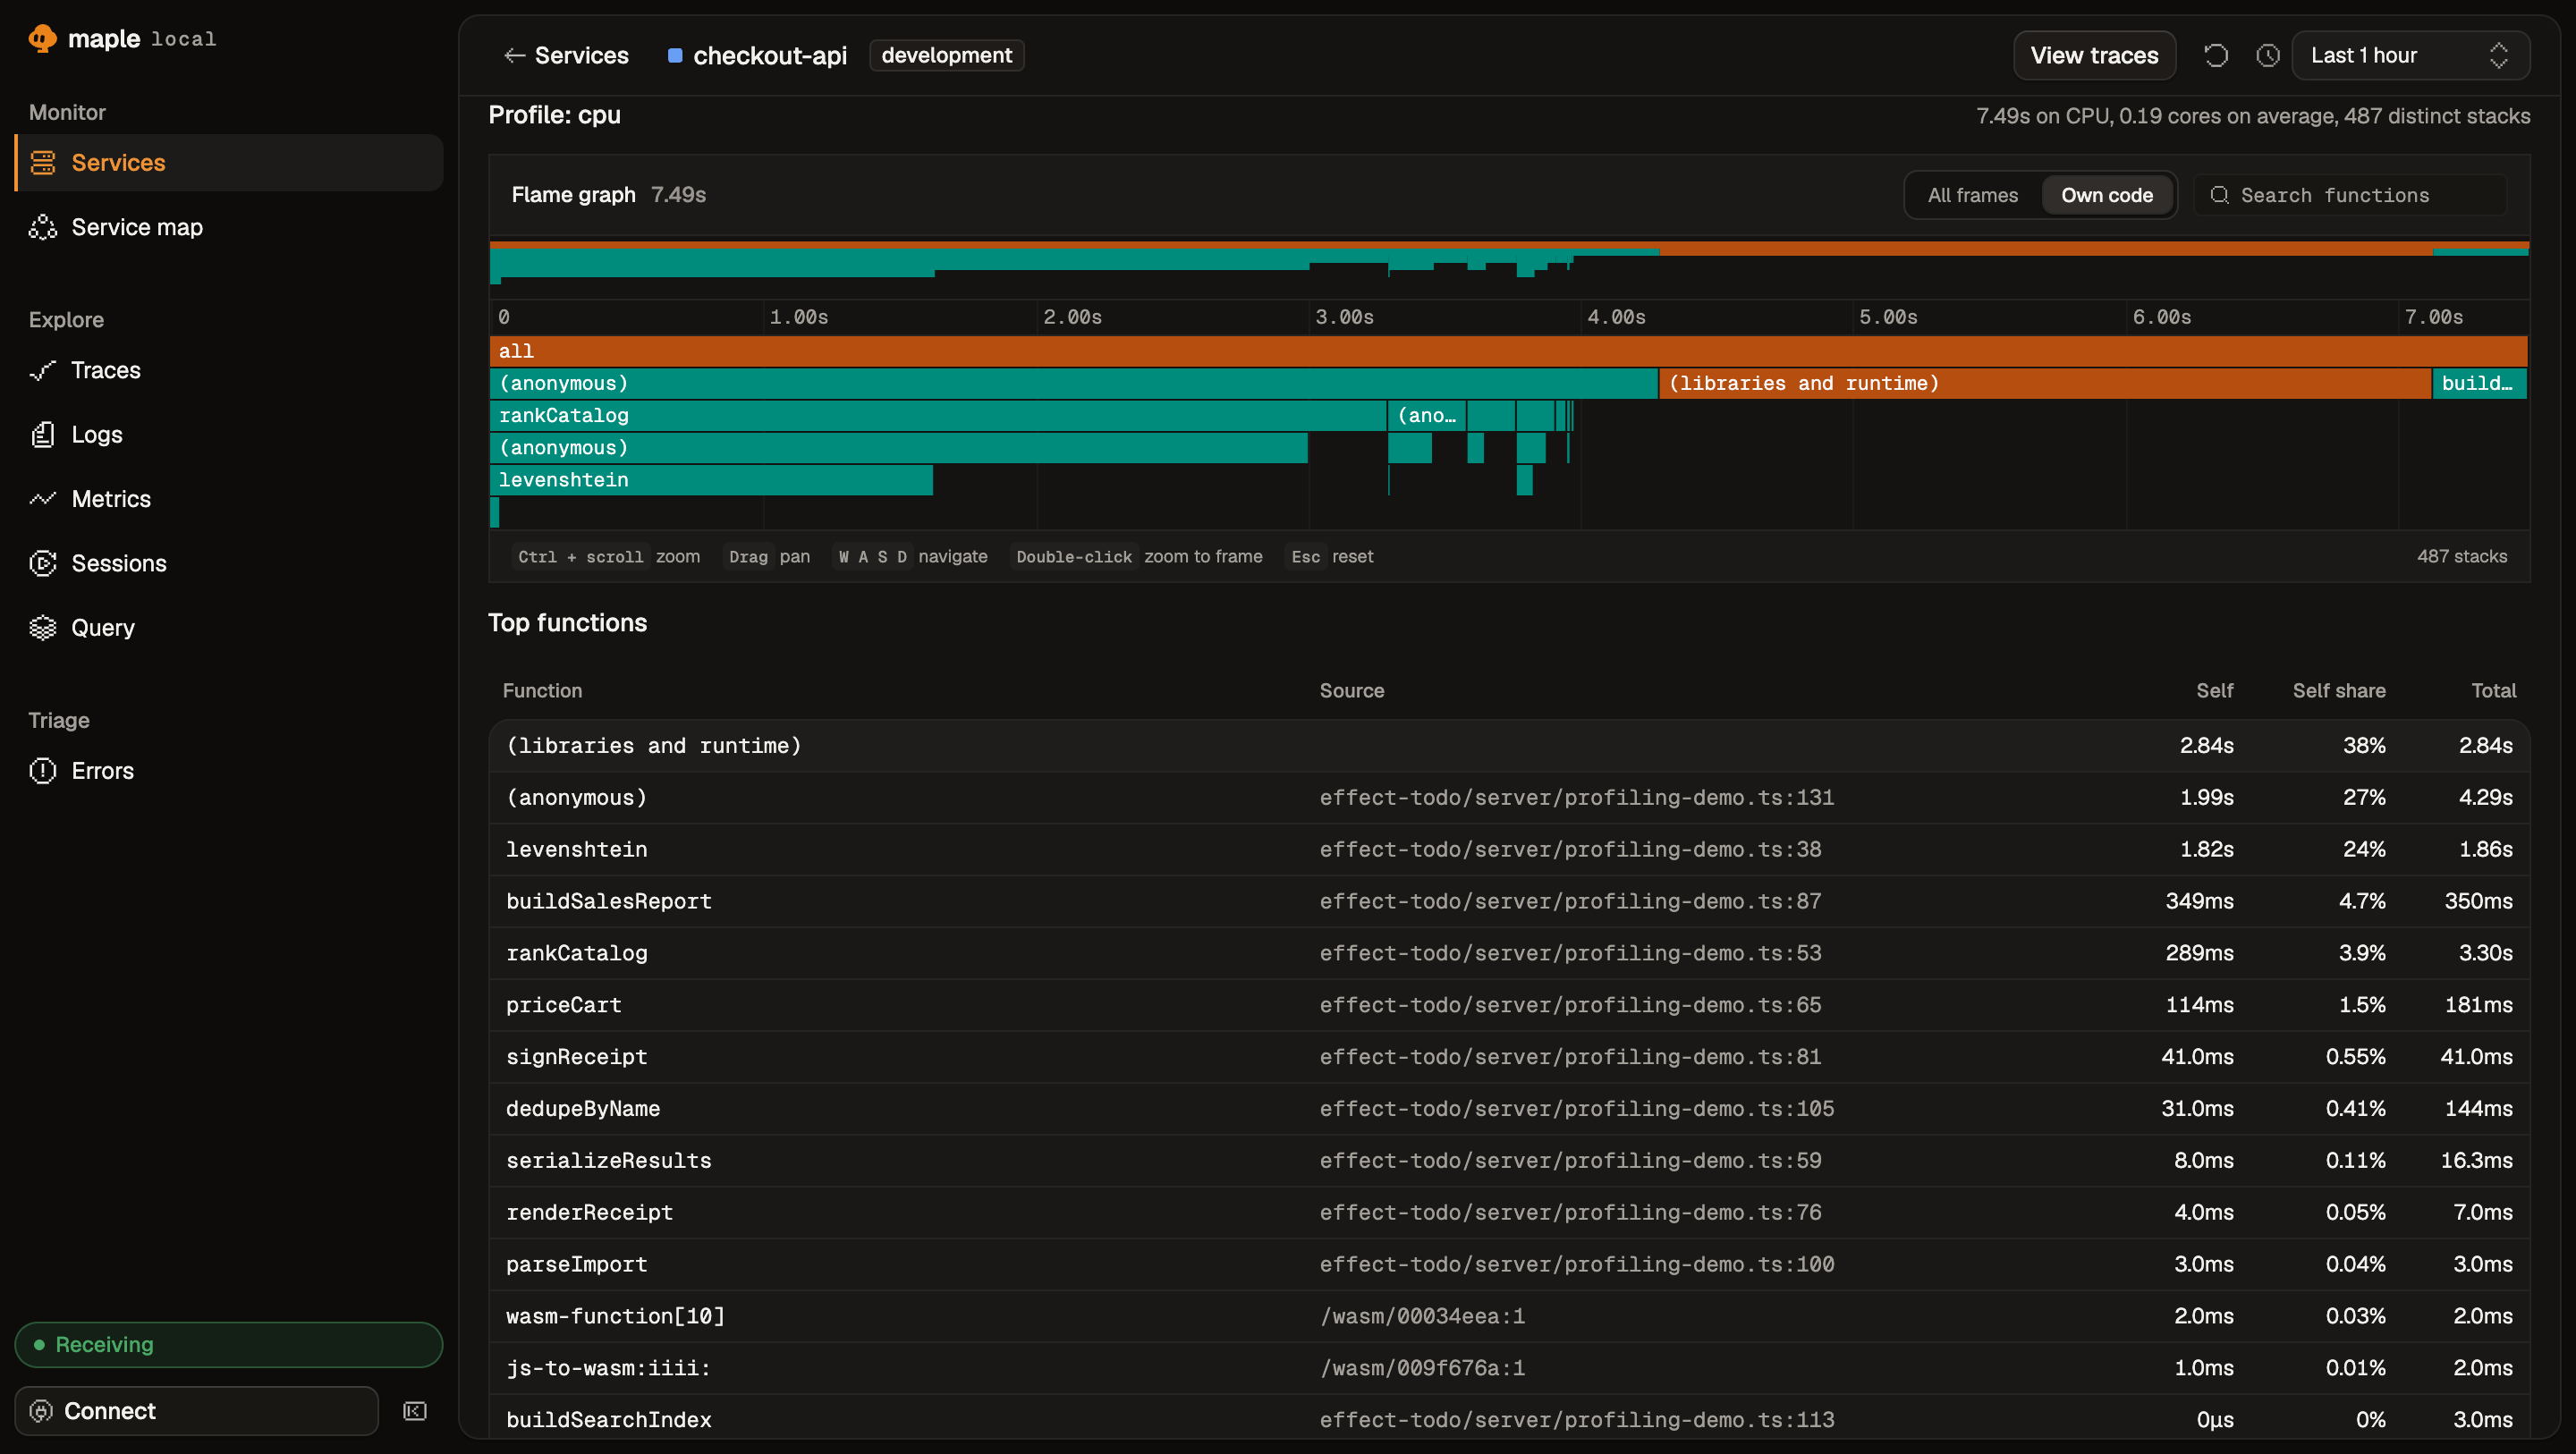 maple local
Monitor
Services
Service map
Explore
Traces
Logs
Metrics
Sessions
Query
Triage
Errors
Receiving
Connect
← Services checkout-api development View traces Last 1 hour
Profile: cpu 7.49s on CPU, 0.19 cores on average, 487 distinct stacks
Flame graph 7.49s All frames Own code Search functions
0 1.00s 2.00s 3.00s 4.00s 5.00s 6.00s 7.00s
all
(anonymous) (libraries and runtime) build…
rankCatalog (ano…
(anonymous)
levenshtein
Ctrl + scroll zoom Drag pan W A S D navigate Double-click zoom to frame Esc reset 487 stacks
Top functions
Function Source Self Self share Total
(libraries and runtime) 2.84s 38% 2.84s
(anonymous) effect-todo/server/profiling-demo.ts:131 1.99s 27% 4.29s
levenshtein effect-todo/server/profiling-demo.ts:38 1.82s 24% 1.86s
buildSalesReport effect-todo/server/profiling-demo.ts:87 349ms 4.7% 350ms
rankCatalog effect-todo/server/profiling-demo.ts:53 289ms 3.9% 3.30s
priceCart effect-todo/server/profiling-demo.ts:65 114ms 1.5% 181ms
signReceipt effect-todo/server/profiling-demo.ts:81 41.0ms 0.55% 41.0ms
dedupeByName effect-todo/server/profiling-demo.ts:105 31.0ms 0.41% 144ms
serializeResults effect-todo/server/profiling-demo.ts:59 8.0ms 0.11% 16.3ms
renderReceipt effect-todo/server/profiling-demo.ts:76 4.0ms 0.05% 7.0ms
parseImport effect-todo/server/profiling-demo.ts:100 3.0ms 0.04% 3.0ms
wasm-function[10] /wasm/00034eea:1 2.0ms 0.03% 2.0ms
js-to-wasm:iiii: /wasm/009f676a:1 1.0ms 0.01% 2.0ms
buildSearchIndex effect-todo/server/profiling-demo.ts:113 0µs 0% 3.0ms